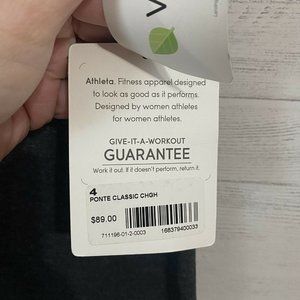 Athleta. Fitness apparel designed
to look as good as it performs.
Designed by women athletes
for women athletes.
GIVE-IT-A-WORKOUT
GUARANTEE
Work it out. If it doesn't perform, return it.
4
PONTE CLASSIC CHGH
$89.00
711196-01-2-0003 168379400033